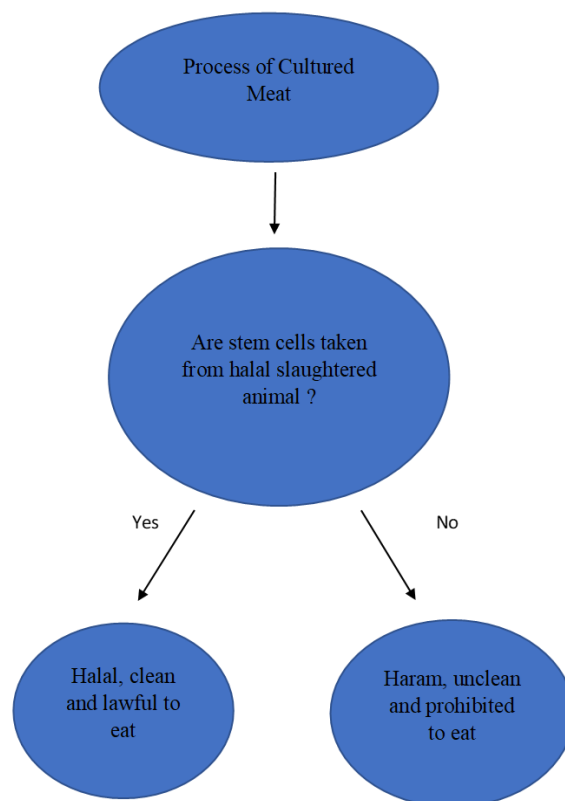 Process of Cultured
Meat
Are stem cells taken
from halal slaughtered
animal ?
Yes
No
Halal, clean
and lawful to
eat
Haram, unclean
and prohibited
to eat